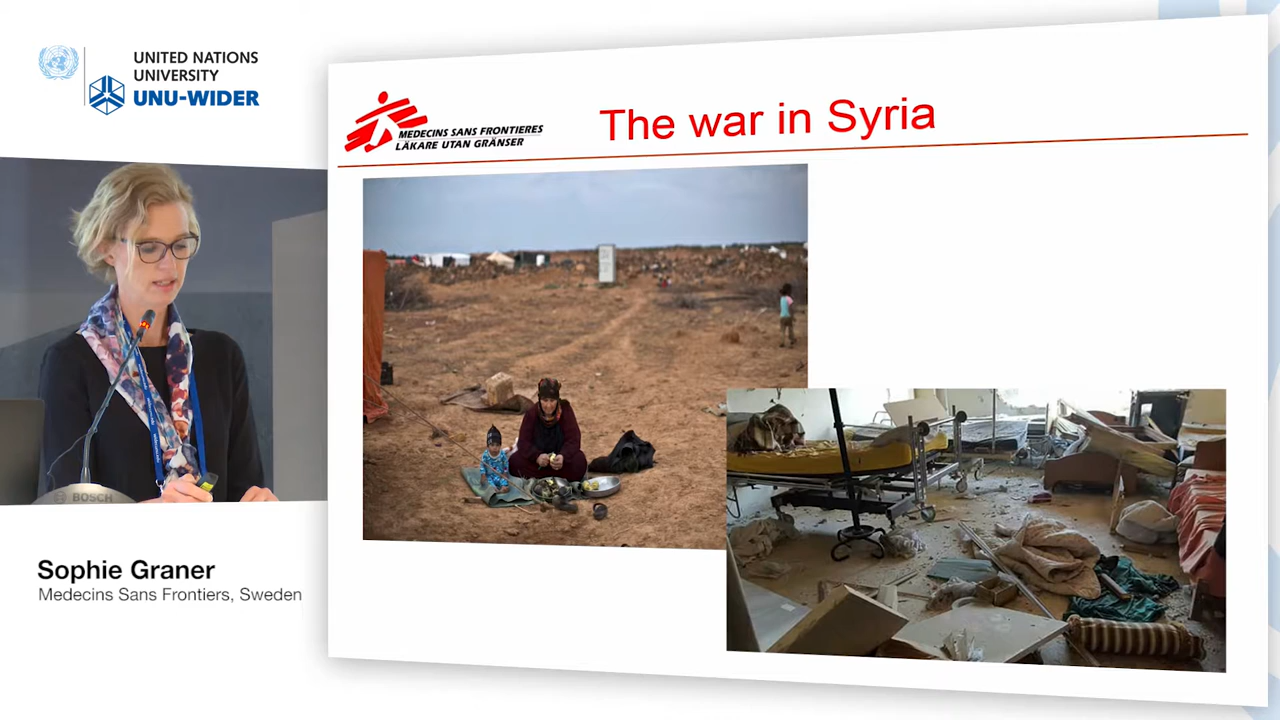 UNITED NATIONS
UNIVERSITY
UNU-WIDER
MEDECINS SANS FRONTIERES
LÄKARE UTAN GRÄNSER
The war in Syria
BOSCH
Sophie Graner
Medecins Sans Frontiers, Sweden